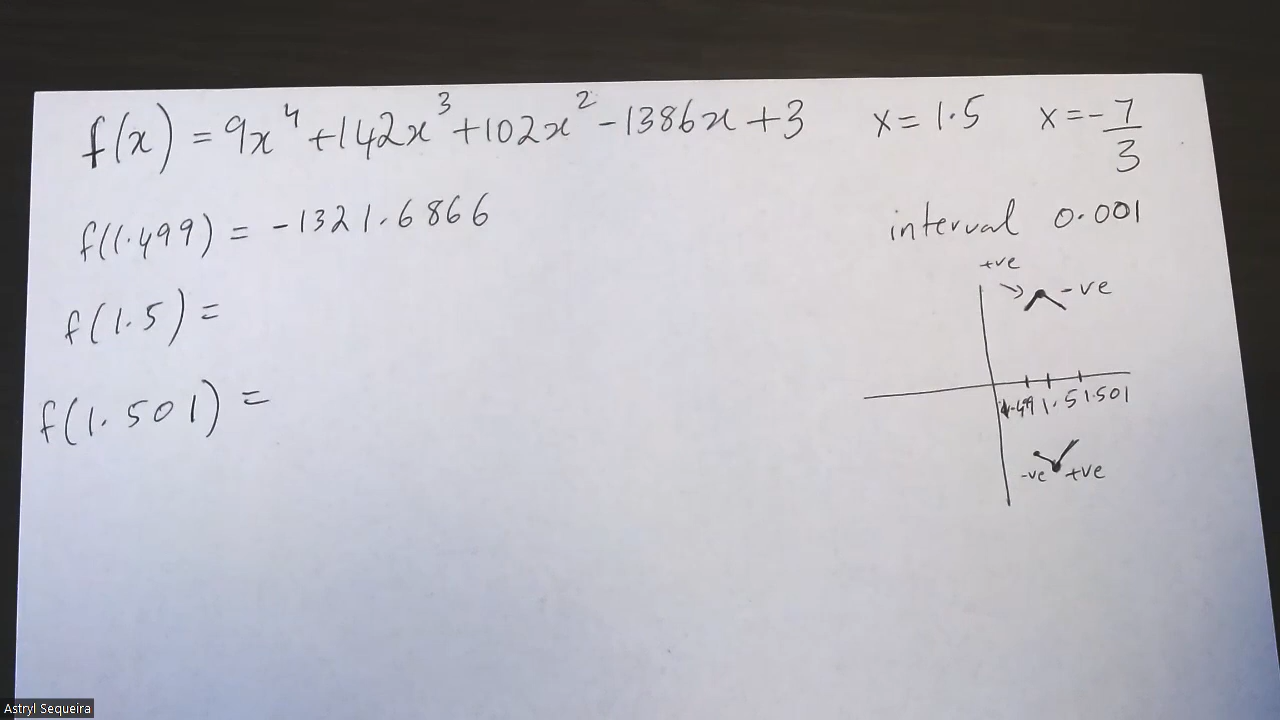 f(x) = 9x⁴ + 142x³ + 102x² - 1386x + 3
x = 1.5
x = -7/3
f(1.499) = -1321.6866
interval 0.001
+ve
-ve
f(1.5) =
f(1.501) =
1.499 1.5 1.501
-ve +ve
Astryl Sequeira